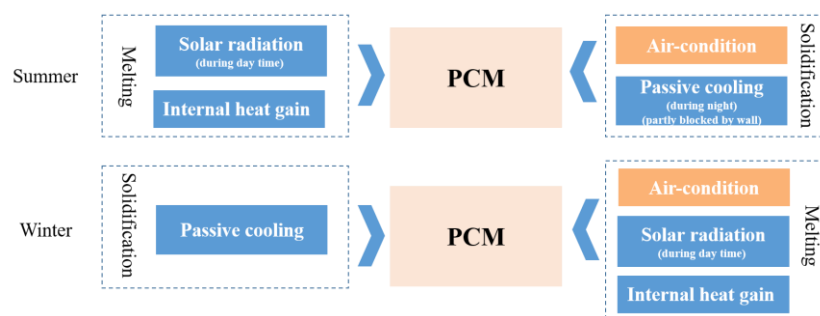 Summer
Melting
Solar radiation
(during day time)
Internal heat gain
PCM
Air-condition
Passive cooling
(during night)
(partly blocked by wall)
Solidification
Winter
Solidification
Passive cooling
PCM
Air-condition
Solar radiation
(during day time)
Internal heat gain
Melting